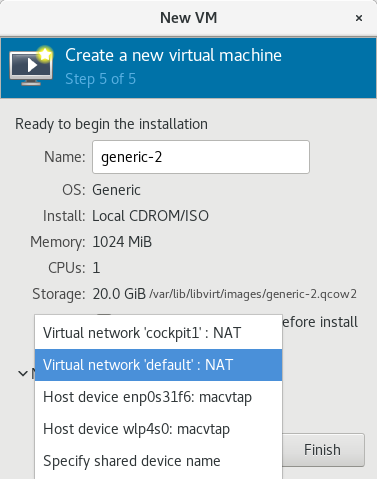 New VM
Create a new virtual machine
Step 5 of 5
Ready to begin the installation
Name: generic-2
OS: Generic
Install: Local CDROM/ISO
Memory: 1024 MiB
CPUs: 1
Storage: 20.0 GiB /var/lib/libvirt/images/generic-2.qcow2
efore install
Virtual network 'cockpit1' : NAT
Virtual network 'default' : NAT
Host device enp0s31f6: macvtap
Host device wlp4s0: macvtap
Specify shared device name
Finish